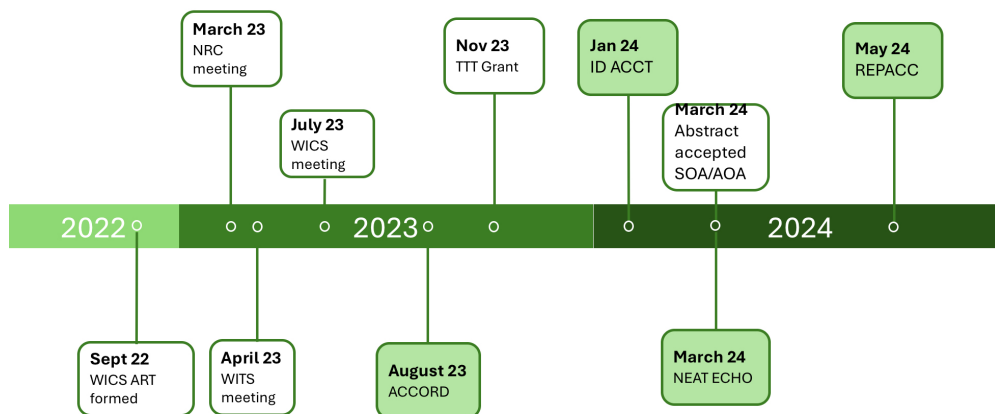 March 23
NRC
meeting
Nov 23
TTT Grant
Jan 24
ID ACCT
May 24
REPACC
July 23
WICS
meeting
March 24
Abstract
accepted
SOA/AOA
2022
2023
2024
Sept 22
WICS ART
formed
April 23
WITS
meeting
August 23
ACCORD
March 24
NEAT ECHO